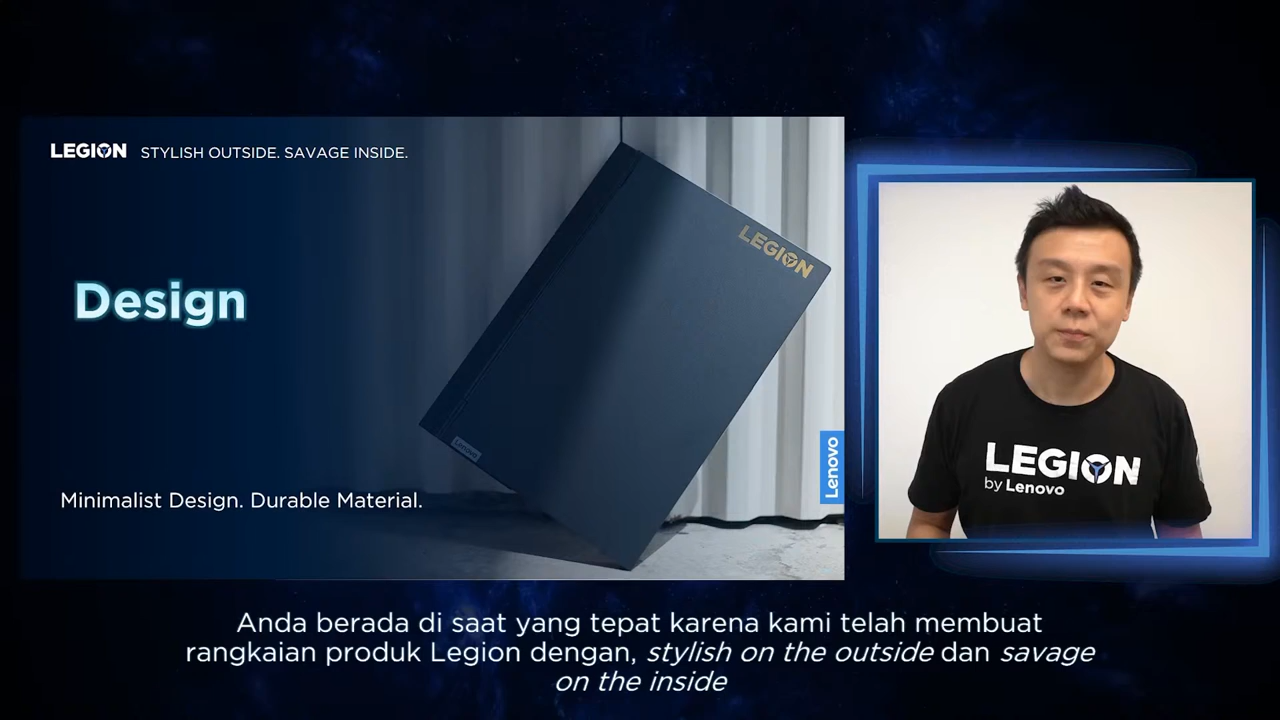 LEGION STYLISH OUTSIDE. SAVAGE INSIDE.
Design
Minimalist Design. Durable Material.
LEGION
Lenovo
Lenovo
LEGION
by Lenovo
Anda berada di saat yang tepat karena kami telah membuat
rangkaian produk Legion dengan, stylish on the outside dan savage
on the inside